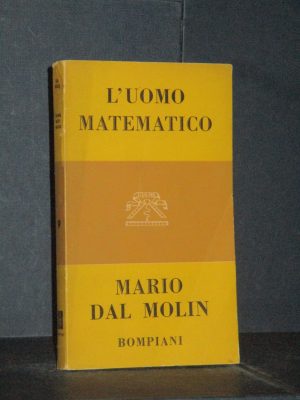 L'UOMO
MATEMATICO
MARIO
DAL MOLIN
BOMPIANI